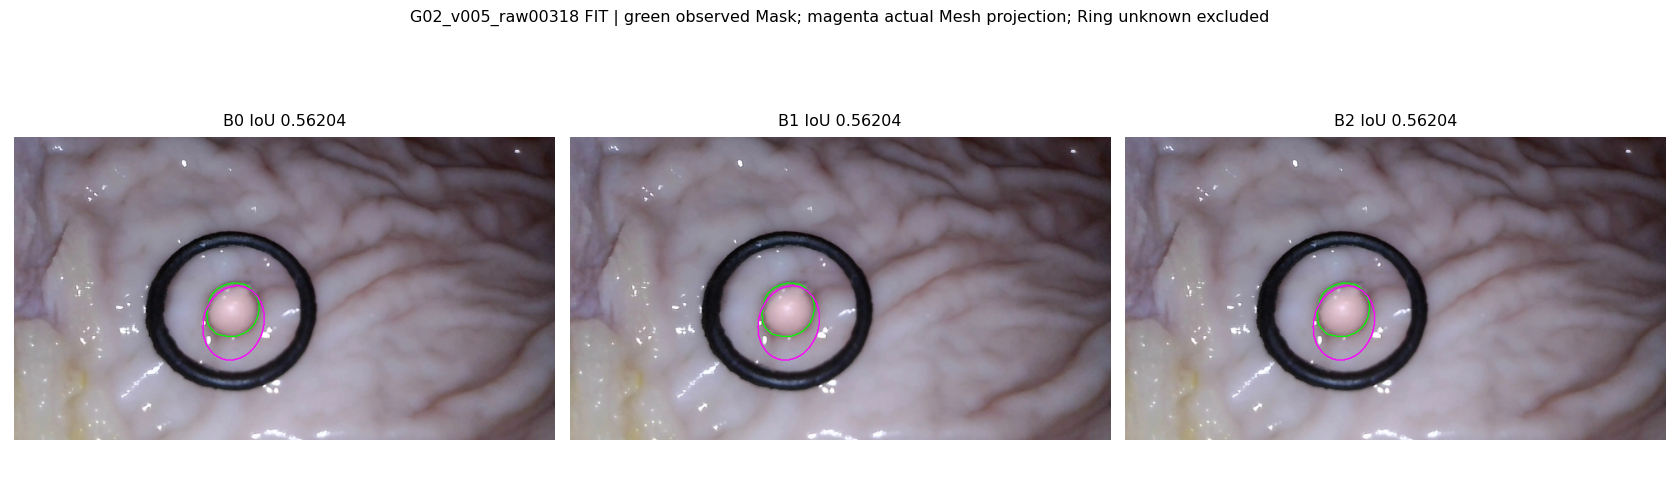 G02_v005_raw00318 FIT | green observed Mask; magenta actual Mesh projection; Ring unknown excluded
B0 IoU 0.56204
B1 IoU 0.56204
B2 IoU 0.56204